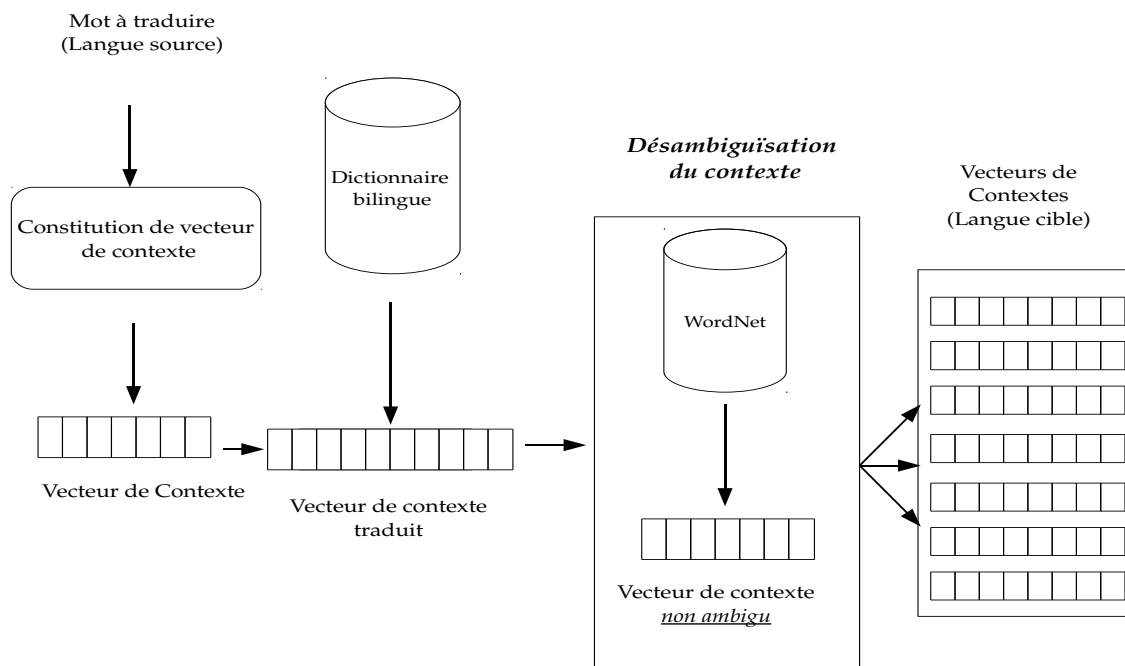 Mot à traduire
(Langue source)
Constitution de vecteur
de contexte
Vecteur de Contexte
Dictionnaire
bilingue
Vecteur de contexte
traduit
Désambiguïsation
du contexte
WordNet
Vecteur de contexte
non ambigu
Vecteurs de
Contextes
(Langue cible)